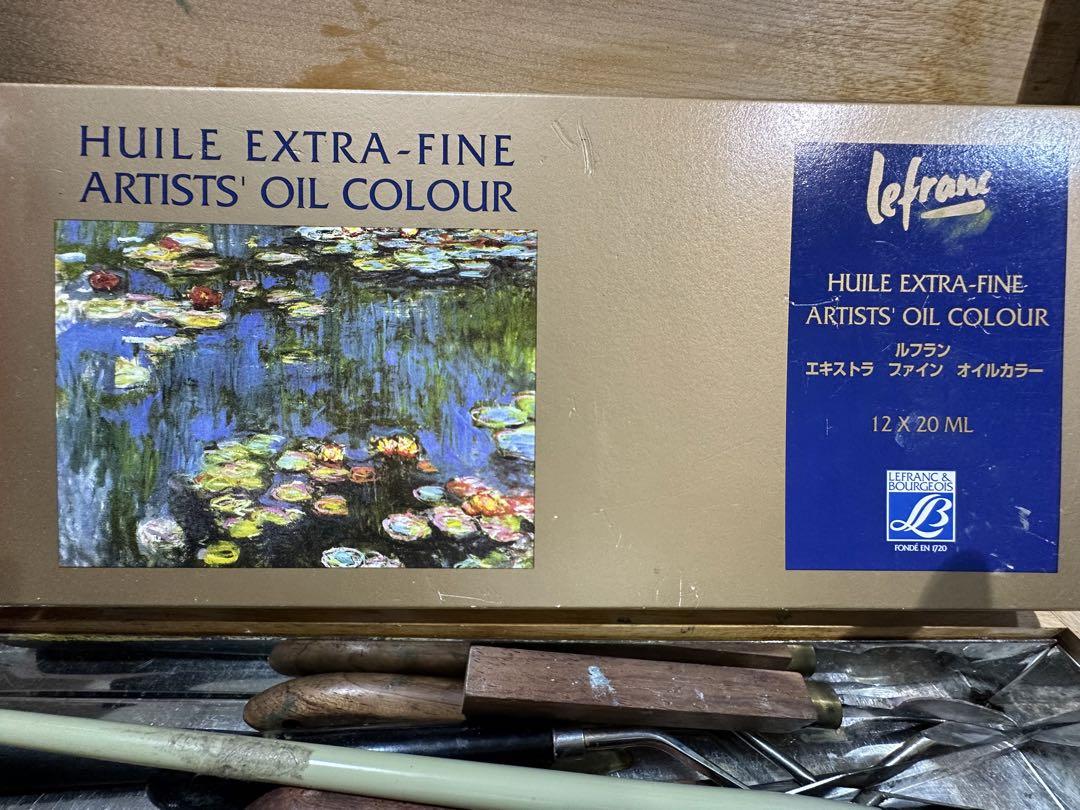 HUILE EXTRA-FINE
ARTISTS' OIL COLOUR
lefranc
HUILE EXTRA-FINE
ARTISTS' OIL COLOUR
ルフラン
エキストラ ファイン オイルカラー
12 X 20 ML
LEFRANC &
BOURGEOIS
LB
FONDÉ EN 1720